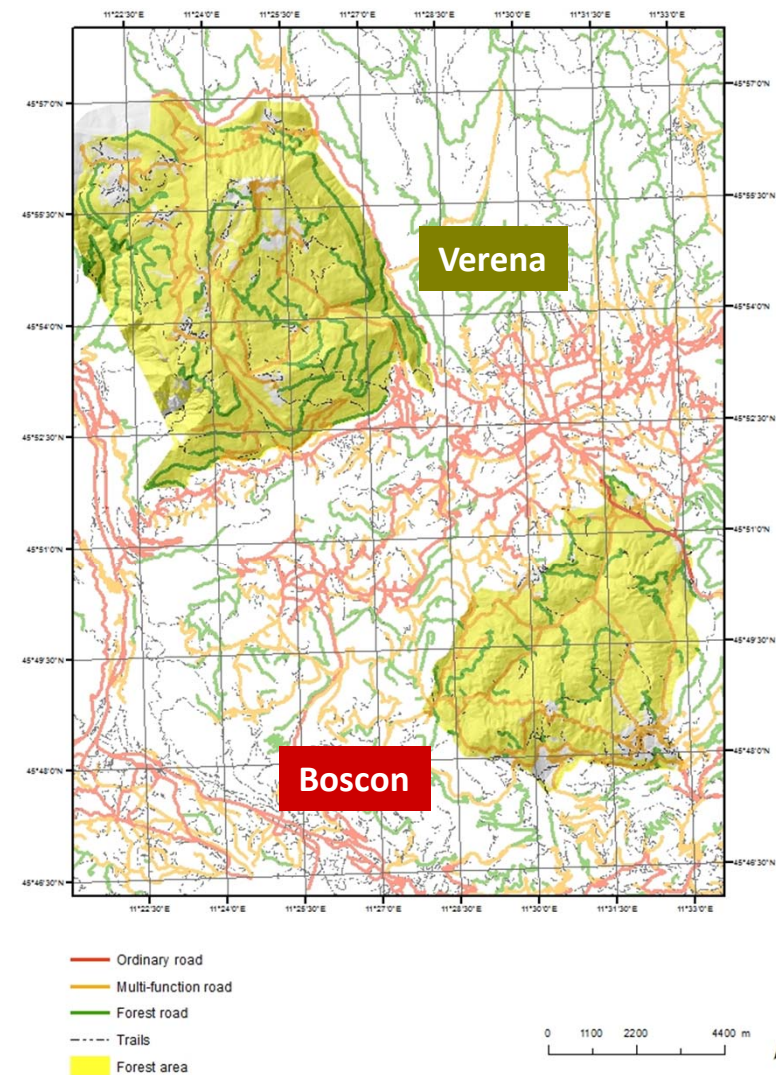 11°22'30"E 11°24'0"E 11°25'30"E 11°27'0"E 11°28'30"E 11°30'0"E 11°31'30"E 11°33'0"E
45°57'0"N 45°57'0"N
45°55'30"N 45°55'30"N
Verena
45°54'0"N 45°54'0"N
45°52'30"N 45°52'30"N
45°51'0"N 45°51'0"N
45°49'30"N 45°49'30"N
45°48'0"N 45°48'0"N
Boscon
45°46'30"N 45°46'30"N
11°22'30"E 11°24'0"E 11°25'30"E 11°27'0"E 11°28'30"E 11°30'0"E 11°31'30"E 11°33'0"E
Ordinary road
Multi-function road
Forest road
Trails
Forest area
0 1100 2200 4400 m